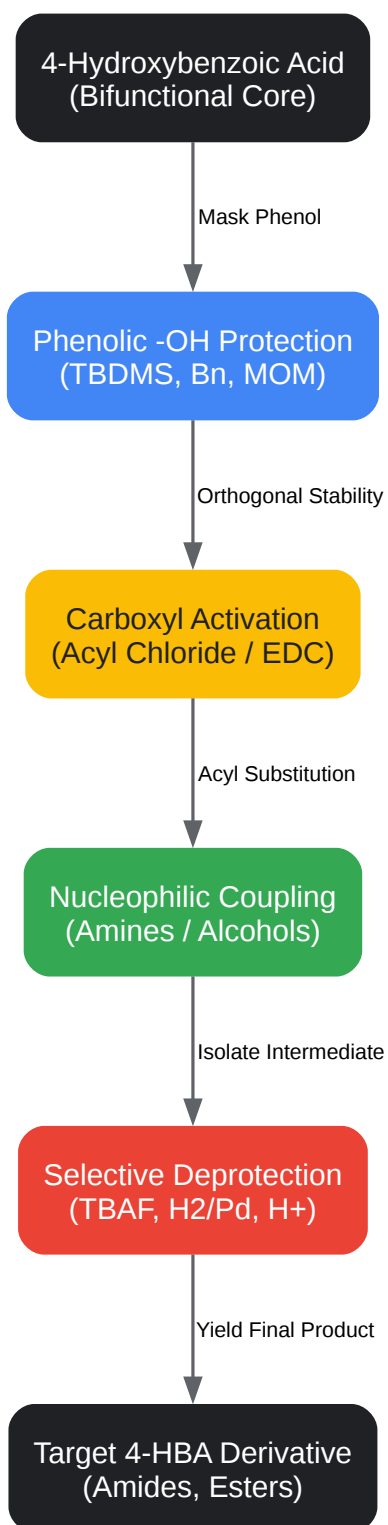 4-Hydroxybenzoic Acid
(Bifunctional Core)
Mask Phenol
Phenolic -OH Protection
(TBDMS, Bn, MOM)
Orthogonal Stability
Carboxyl Activation
(Acyl Chloride / EDC)
Acyl Substitution
Nucleophilic Coupling
(Amines / Alcohols)
Isolate Intermediate
Selective Deprotection
(TBAF, H2/Pd, H+)
Yield Final Product
Target 4-HBA Derivative
(Amides, Esters)